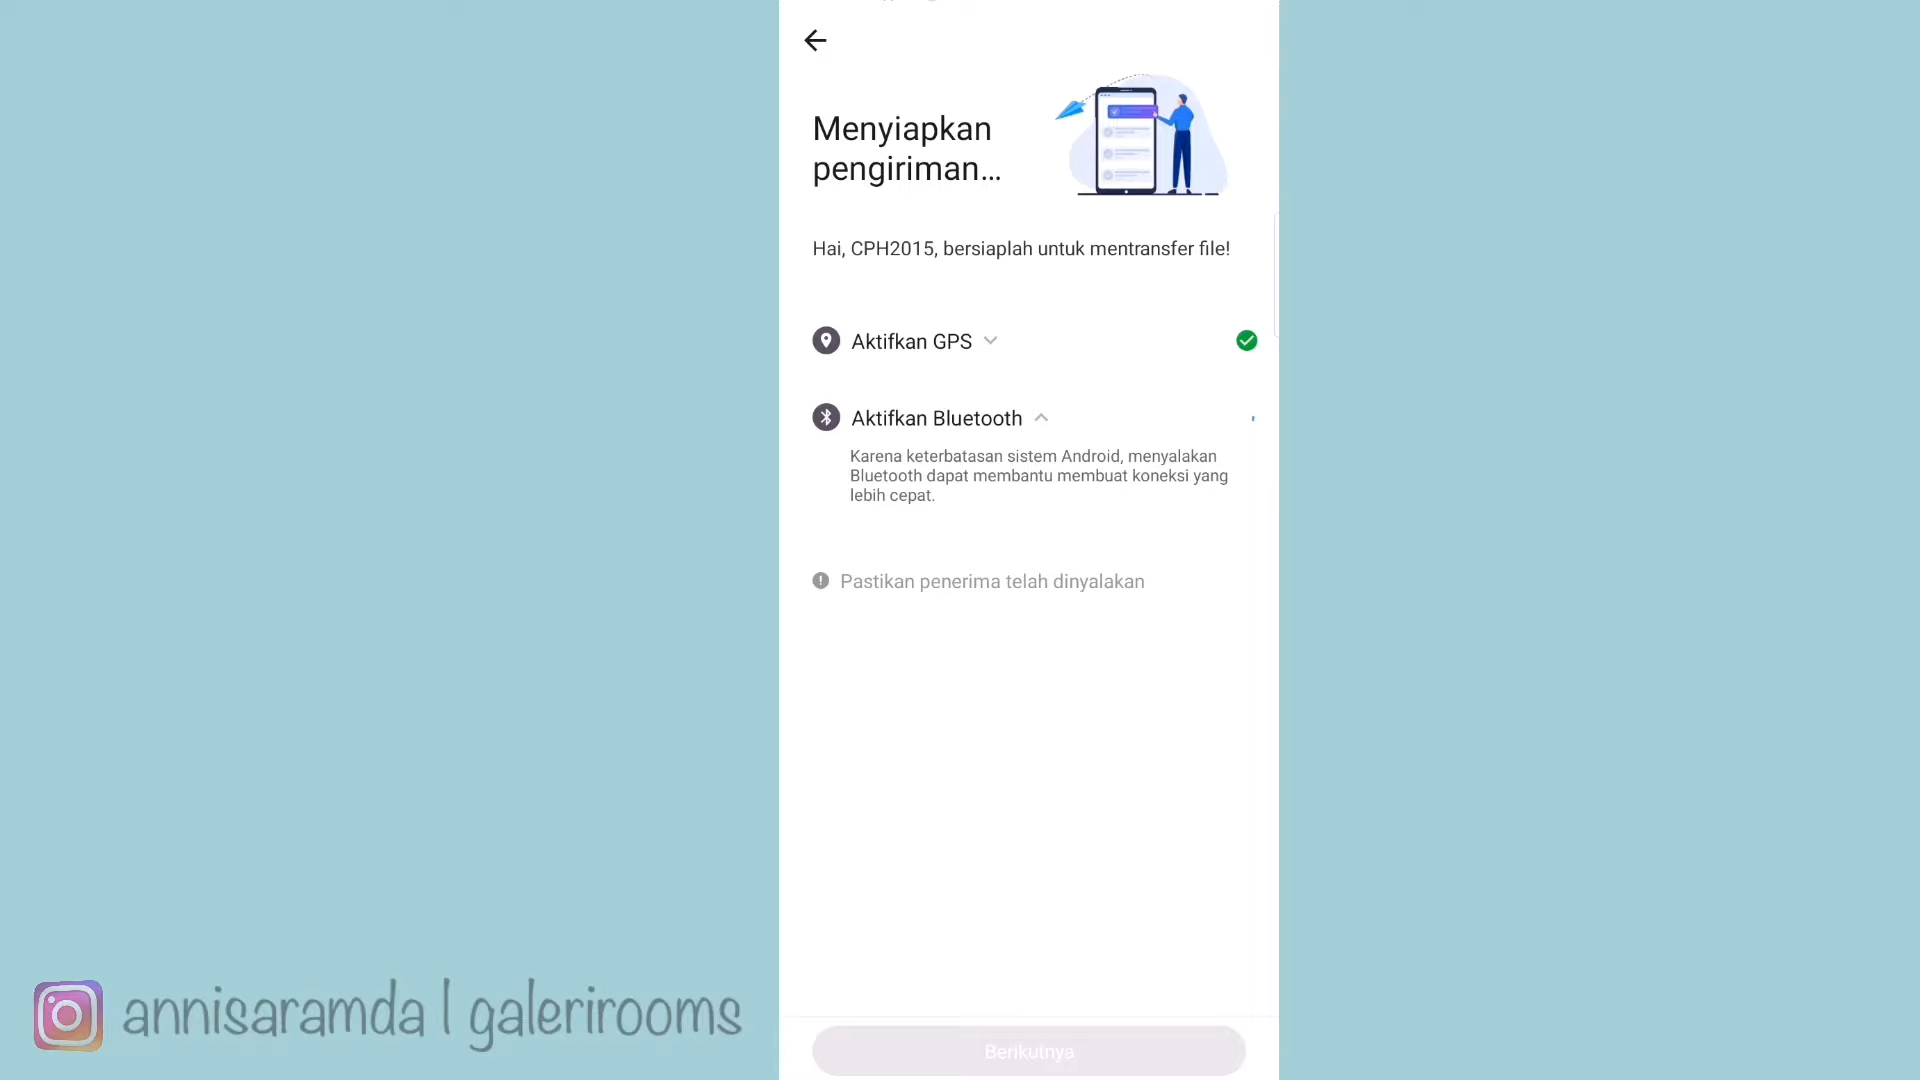 Menyiapkan
pengiriman...
Hai, CPH2015, bersiaplah untuk mentransfer file!
Aktifkan GPS
Aktifkan Bluetooth
Karena keterbatasan sistem Android, menyalakan
Bluetooth dapat membantu membuat koneksi yang
lebih cepat.
Pastikan penerima telah dinyalakan
Berikutnya
annisaramda | galerirooms